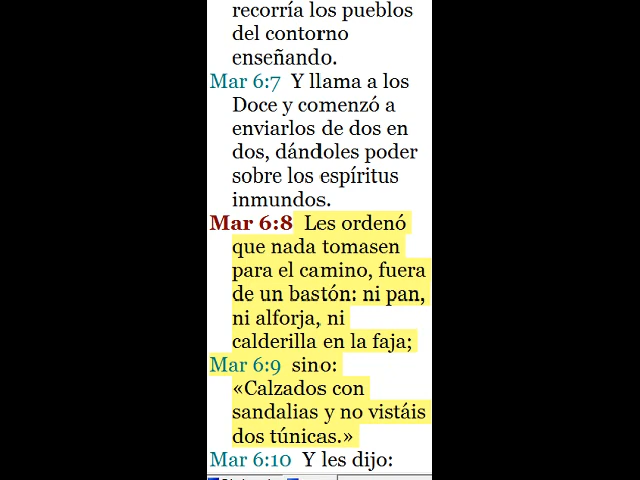 recorría los pueblos
del contorno
enseñando.
Mar 6:7 Y llama a los
Doce y comenzó a
enviarlos de dos en
dos, dándoles poder
sobre los espíritus
inmundos.
Mar 6:8 Les ordenó
que nada tomasen
para el camino, fuera
de un bastón: ni pan,
ni alforja, ni
calderilla en la faja;
Mar 6:9 sino:
«Calzados con
sandalias y no vistáis
dos túnicas.»
Mar 6:10 Y les dijo: